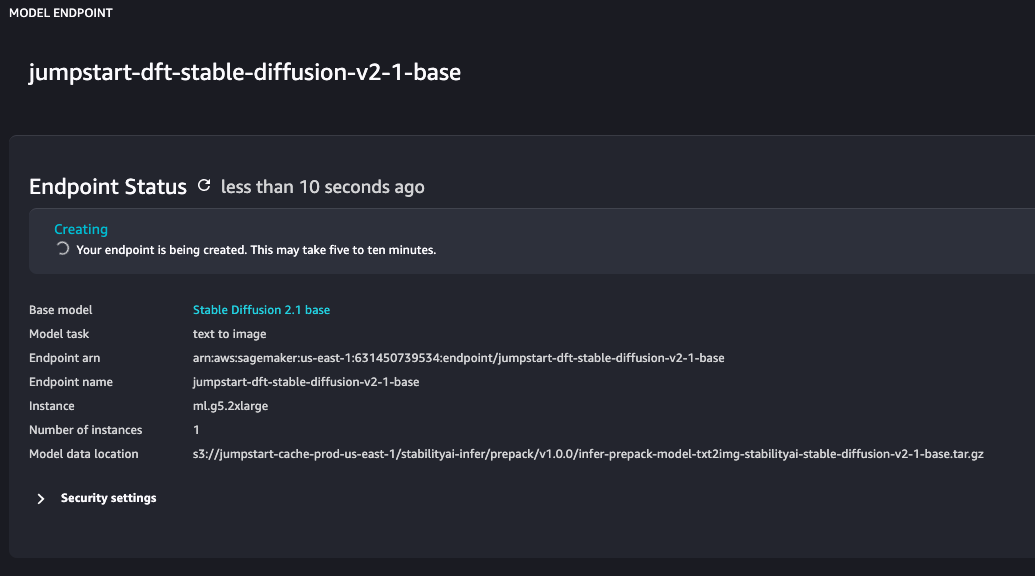 MODEL ENDPOINT
jumpstart-dft-stable-diffusion-v2-1-base
Endpoint Status less than 10 seconds ago
Creating
Your endpoint is being created. This may take five to ten minutes.
Base model Stable Diffusion 2.1 base
Model task text to image
Endpoint arn arn:aws:sagemaker:us-east-1:631450739534:endpoint/jumpstart-dft-stable-diffusion-v2-1-base
Endpoint name jumpstart-dft-stable-diffusion-v2-1-base
Instance ml.g5.2xlarge
Number of instances 1
Model data location s3://jumpstart-cache-prod-us-east-1/stabilityai-infer/prepack/v1.0.0/infer-prepack-model-txt2img-stabilityai-stable-diffusion-v2-1-base.tar.gz
Security settings